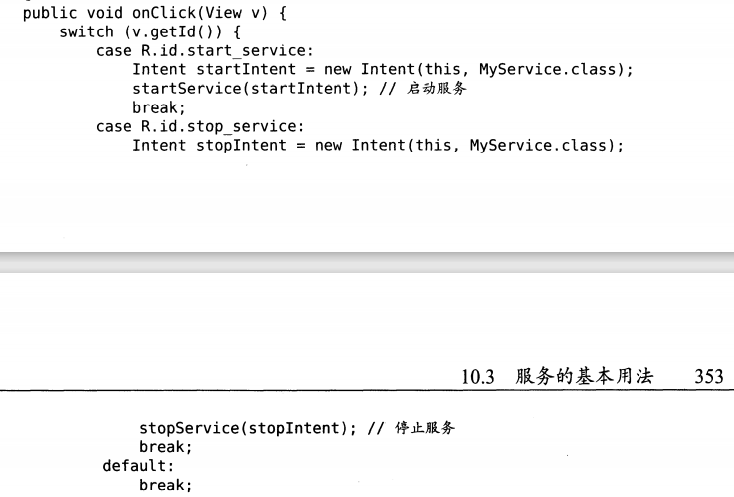 public void onClick(View v) {
switch (v.getId()) {
case R.id.start_service:
Intent startIntent = new Intent(this, MyService.class);
startService(startIntent); // 启动服务
break;
case R.id.stop_service:
Intent stopIntent = new Intent(this, MyService.class);
10.3 服务的基本用法 353
stopService(stopIntent); // 停止服务
break;
default:
break;